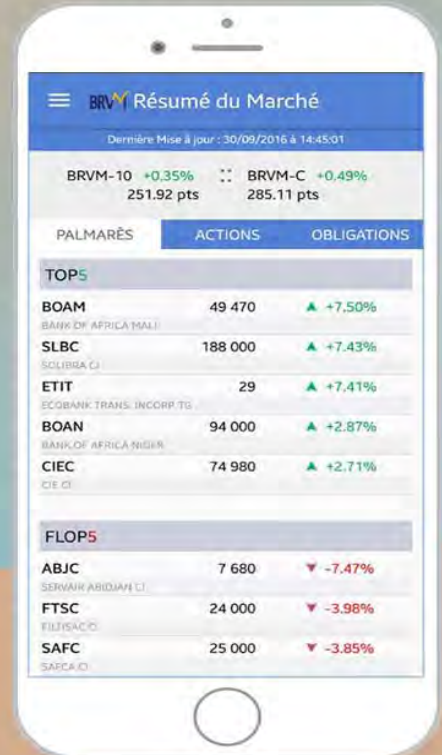 BRVM Résumé du Marché
Dernière Mise à jour : 30/09/2016 à 14:45:01
BRVM-10 +0,35% BRVM-C +0.49%
251.92 pts 285.11 pts
PALMARÈS ACTIONS OBLIGATIONS
TOP5
BOAM 49 470 +7.50%
BANK OF AFRICA MALI
SLBC 188 000 +7.43%
SOLIBRA CI
ETIT 29 +7.41%
ECOBANK TRANS. INCORP. TG
BOAN 94 000 +2.87%
BANK OF AFRICA NIGER
CIEC 74 980 +2.71%
CIE CI
FLOP5
ABJC 7 680 -7.47%
SERVAIR ABIDJAN CI
FTSC 24 000 -3.98%
FILTISAC CI
SAFC 25 000 -3.85%
SAFCA CI